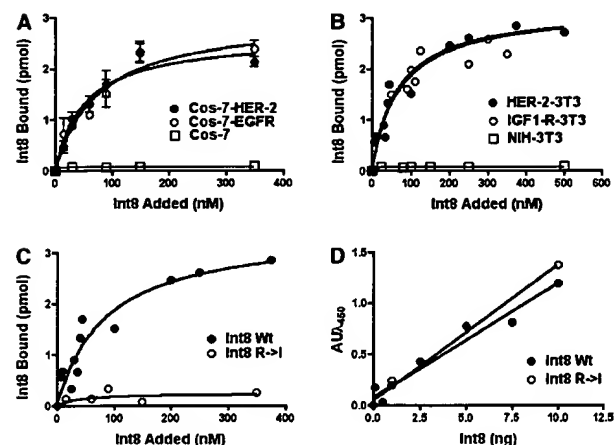 A
Int8 Bound (pmol)
3
2
1
0
Cos-7-HER-2
Cos-7-EGFR
Cos-7
0 100 200 300 400
Int8 Added (nM)
B
Int8 Bound (pmol)
3
2
1
0
HER-2-3T3
IGF1-R-3T3
NIH-3T3
0 100 200 300 400 500 600
Int8 Added (nM)
C
Int8 Bound (pmol)
3
2
1
0
Int8 Wt
Int8 R->I
0 100 200 300 400
Int8 Added (nM)
D
AUλ450
1.5
1.0
0.5
0.0
Int8 Wt
Int8 R->I
0.0 2.5 5.0 7.5 10.0 12.5
Int8 (ng)